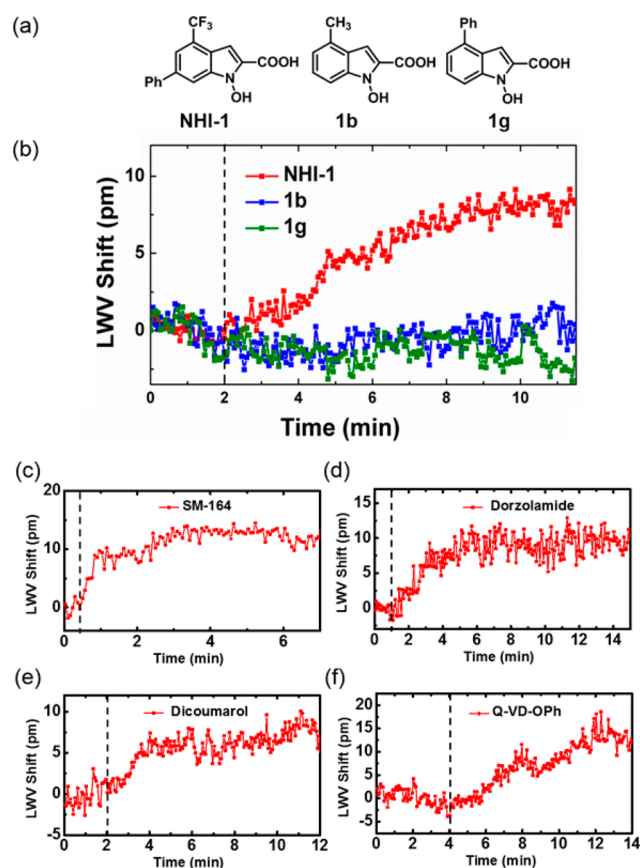 (a)
CF3
CH3
Ph
COOH
COOH
COOH
Ph
N
N
N
OH
OH
OH
NHI-1
1b
1g
(b)
10
5
0
NHI-1
1b
1g
LWV Shift (pm)
0 2 4 6 8 10
Time (min)
(c)
20
10
0
SM-164
LWV Shift (pm)
0 2 4 6
Time (min)
(d)
15
10
5
0
-5
Dorzolamide
LWV Shift (pm)
0 2 4 6 8 10 12 14 15
Time (min)
(e)
15
10
5
0
-5
Dicoumarol
LWV Shift (pm)
0 2 4 6 8 10 12
Time (min)
(f)
20
15
10
5
0
-5
Q-VD-OPh
LWV Shift (pm)
0 2 4 6 8 10 12 14
Time (min)